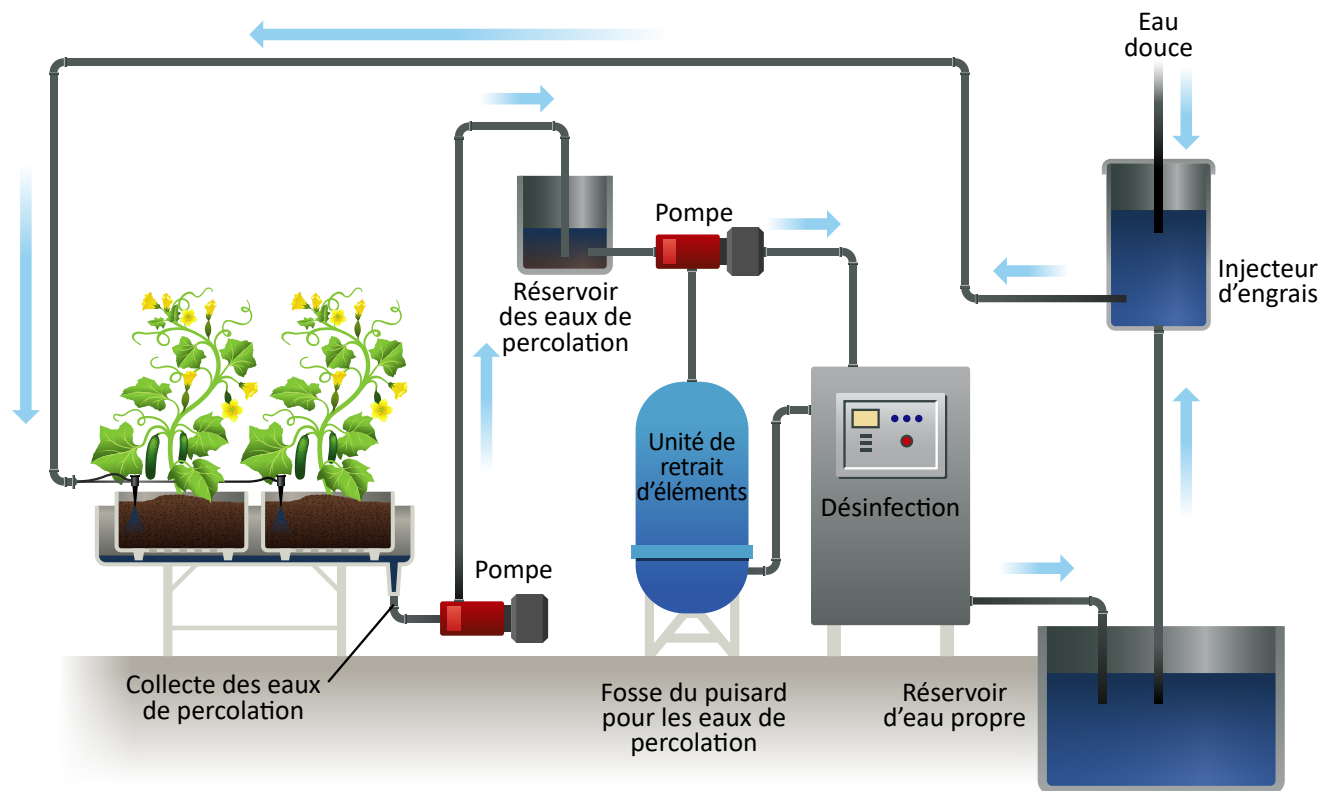 Eau
douce
Pompe
Injecteur
d'engrais
Réservoir
des eaux de
percolation
Unité de
retrait
d'éléments
Désinfection
Pompe
Collecte des eaux
de percolation
Fosse du puisard
pour les eaux de
percolation
Réservoir
d'eau propre